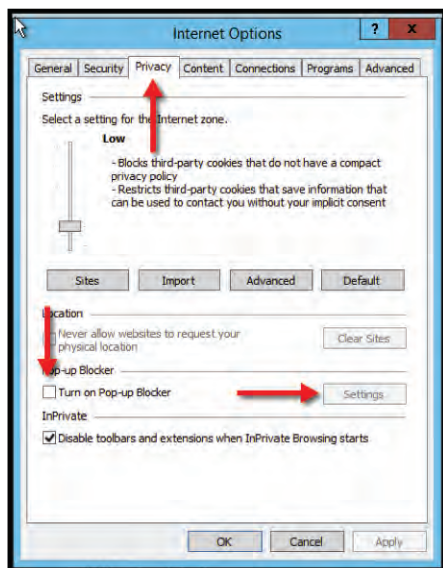 Internet Options
?
x
General Security Privacy Content Connections Programs Advanced
Settings
Select a setting for the Internet zone.
Low
- Blocks third-party cookies that do not have a compact
privacy policy
- Restricts third-party cookies that save information that
can be used to contact you without your implicit consent
Sites Import Advanced Default
Location
Never allow websites to request your
physical location
Clear Sites
Pop-up Blocker
Turn on Pop-up Blocker
Settings
InPrivate
Disable toolbars and extensions when InPrivate Browsing starts
OK Cancel Apply